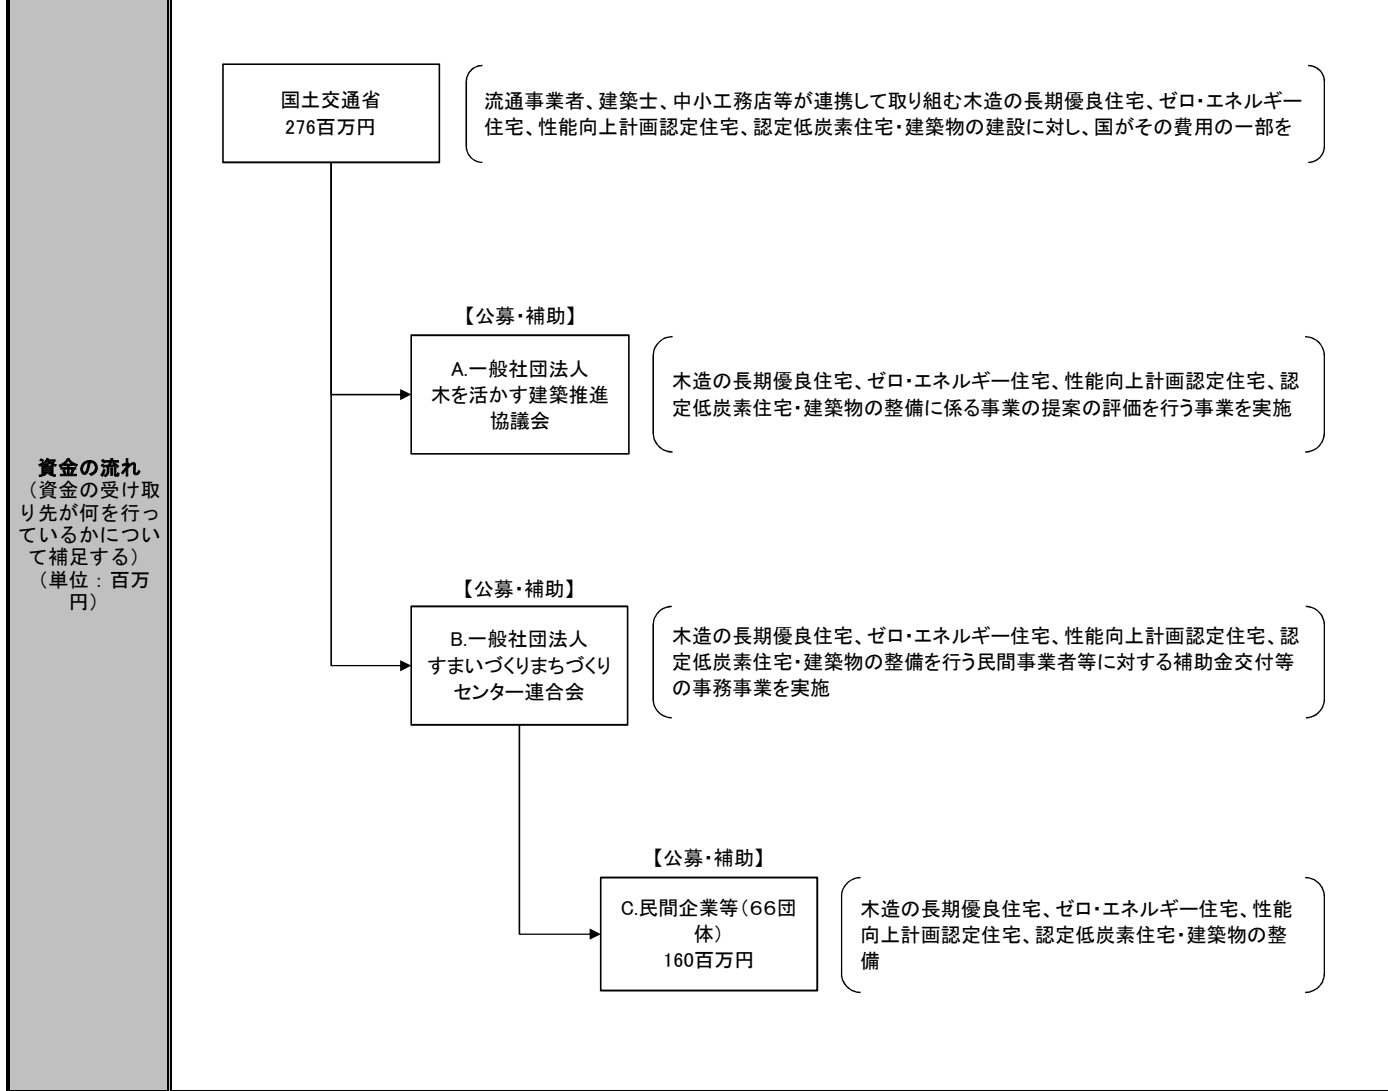 資金の流れ
（資金の受け取
り先が何を行っ
ているかについ
て補足する）
（単位：百万
円）
国土交通省
276百万円
流通事業者、建築士、中小工務店等が連携して取り組む木造の長期優良住宅、ゼロ・エネルギー
住宅、性能向上計画認定住宅、認定低炭素住宅・建築物の建設に対し、国がその費用の一部を
【公募・補助】
A.一般社団法人
木を活かす建築推進
協議会
木造の長期優良住宅、ゼロ・エネルギー住宅、性能向上計画認定住宅、認
定低炭素住宅・建築物の整備に係る事業の提案の評価を行う事業を実施
【公募・補助】
B.一般社団法人
すまいづくりまちづくり
センター連合会
木造の長期優良住宅、ゼロ・エネルギー住宅、性能向上計画認定住宅、認
定低炭素住宅・建築物の整備を行う民間事業者等に対する補助金交付等
の事務事業を実施
【公募・補助】
C.民間企業等（６６団
体）
160百万円
木造の長期優良住宅、ゼロ・エネルギー住宅、性能
向上計画認定住宅、認定低炭素住宅・建築物の整
備